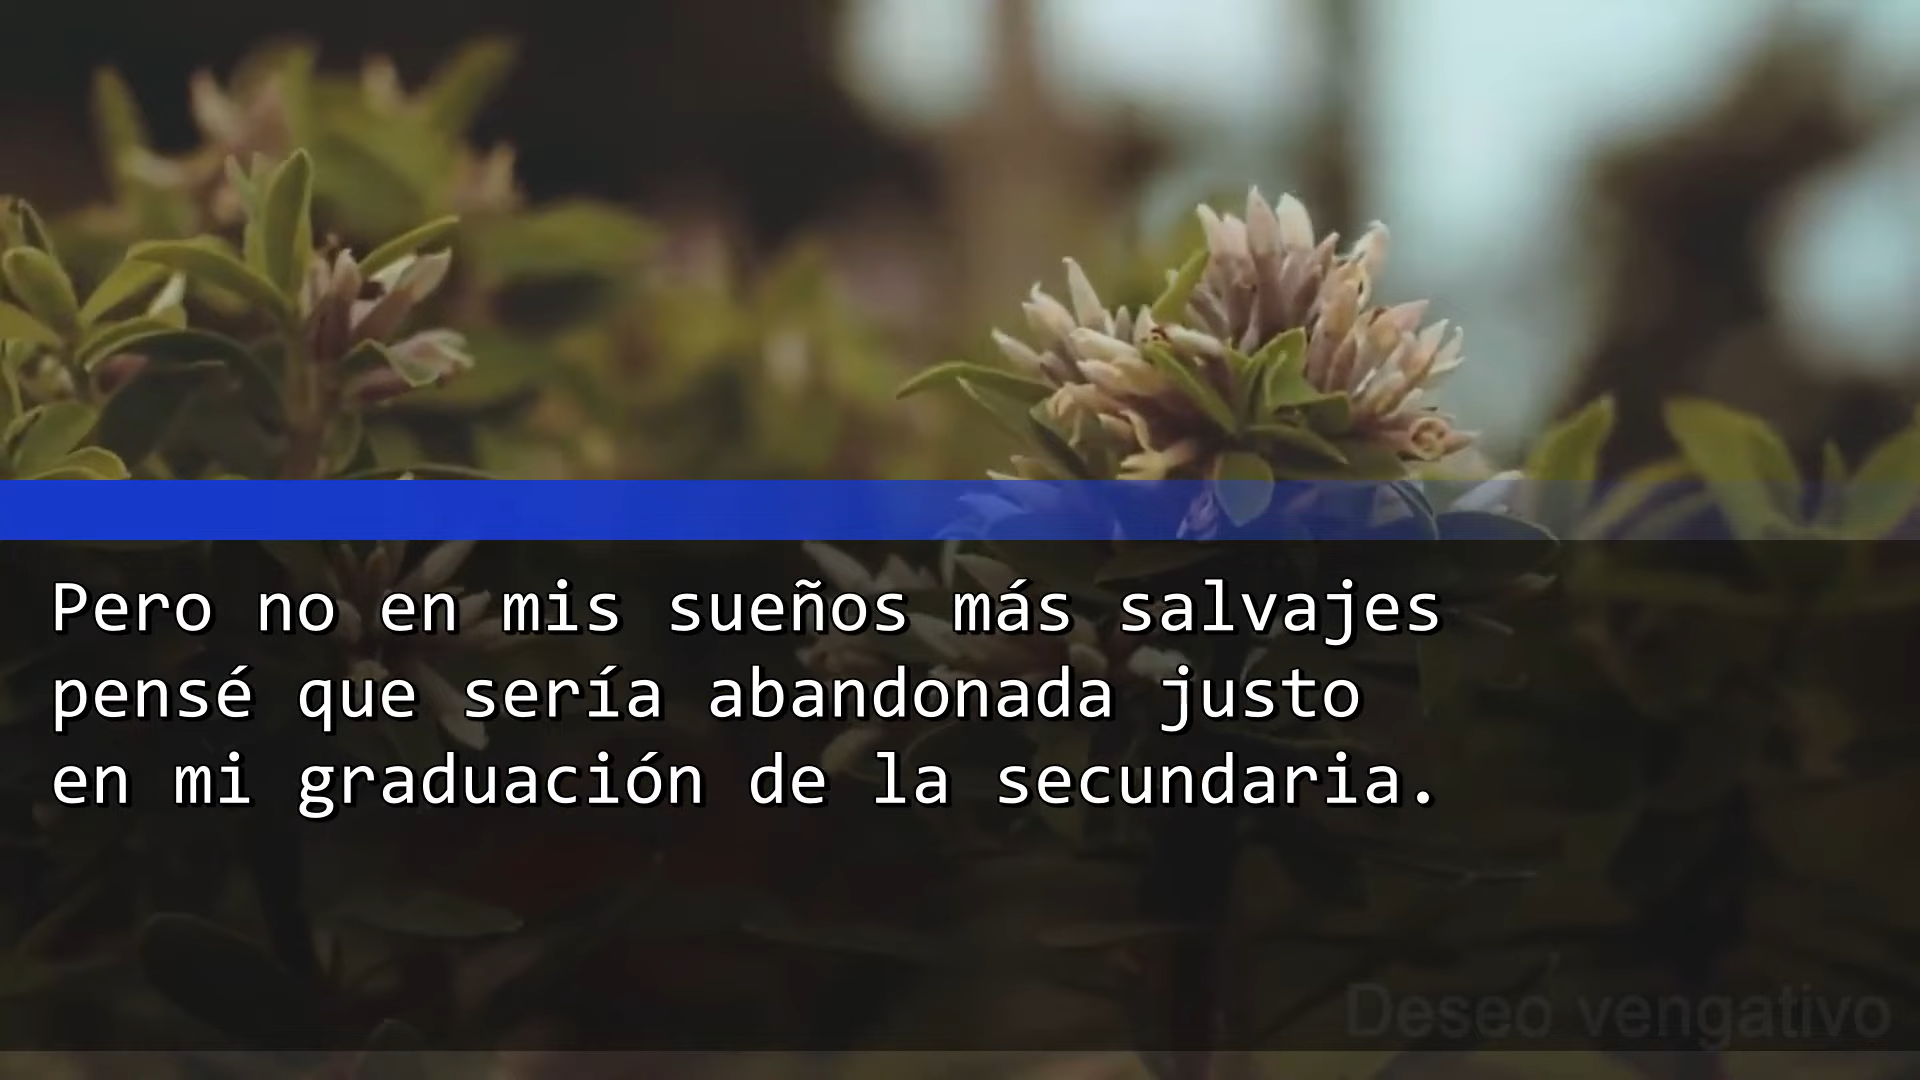 Pero no en mis sueños más salvajes
pensé que sería abandonada justo
en mi graduación de la secundaria.
Deseo vengativo